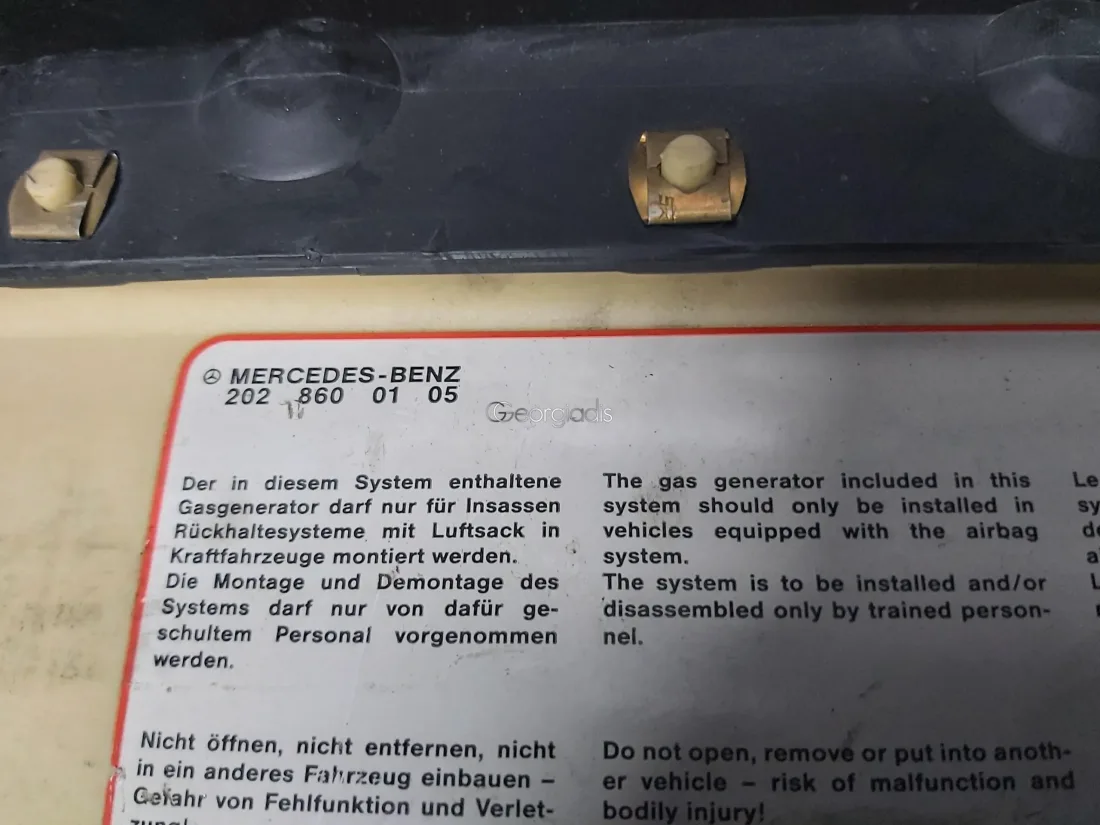 MERCEDES-BENZ
202 860 01 05
Georgiadis
Der in diesem System enthaltene
Gasgenerator darf nur für Insassen
Rückhaltesysteme mit Luftsack in
Kraftfahrzeuge montiert werden.
Die Montage und Demontage des
Systems darf nur von dafür ge-
schultem Personal vorgenommen
werden.
Nicht öffnen, nicht entfernen, nicht
in ein anderes Fahrzeug einbauen –
Gefahr von Fehlfunktion und Verlet-
zung!
The gas generator included in this
system should only be installed in
vehicles equipped with the airbag
system.
The system is to be installed and/or
disassembled only by trained person-
nel.
Do not open, remove or put into anoth-
er vehicle – risk of malfunction and
bodily injury!
Le
sy